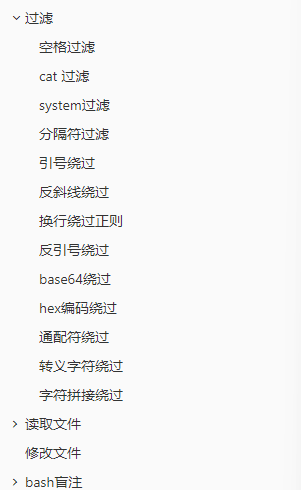 过滤
空格过滤
cat 过滤
system过滤
分隔符过滤
引号绕过
反斜线绕过
换行绕过正则
反引号绕过
base64绕过
hex编码绕过
通配符绕过
转义字符绕过
字符拼接绕过
读取文件
修改文件
bash盲注